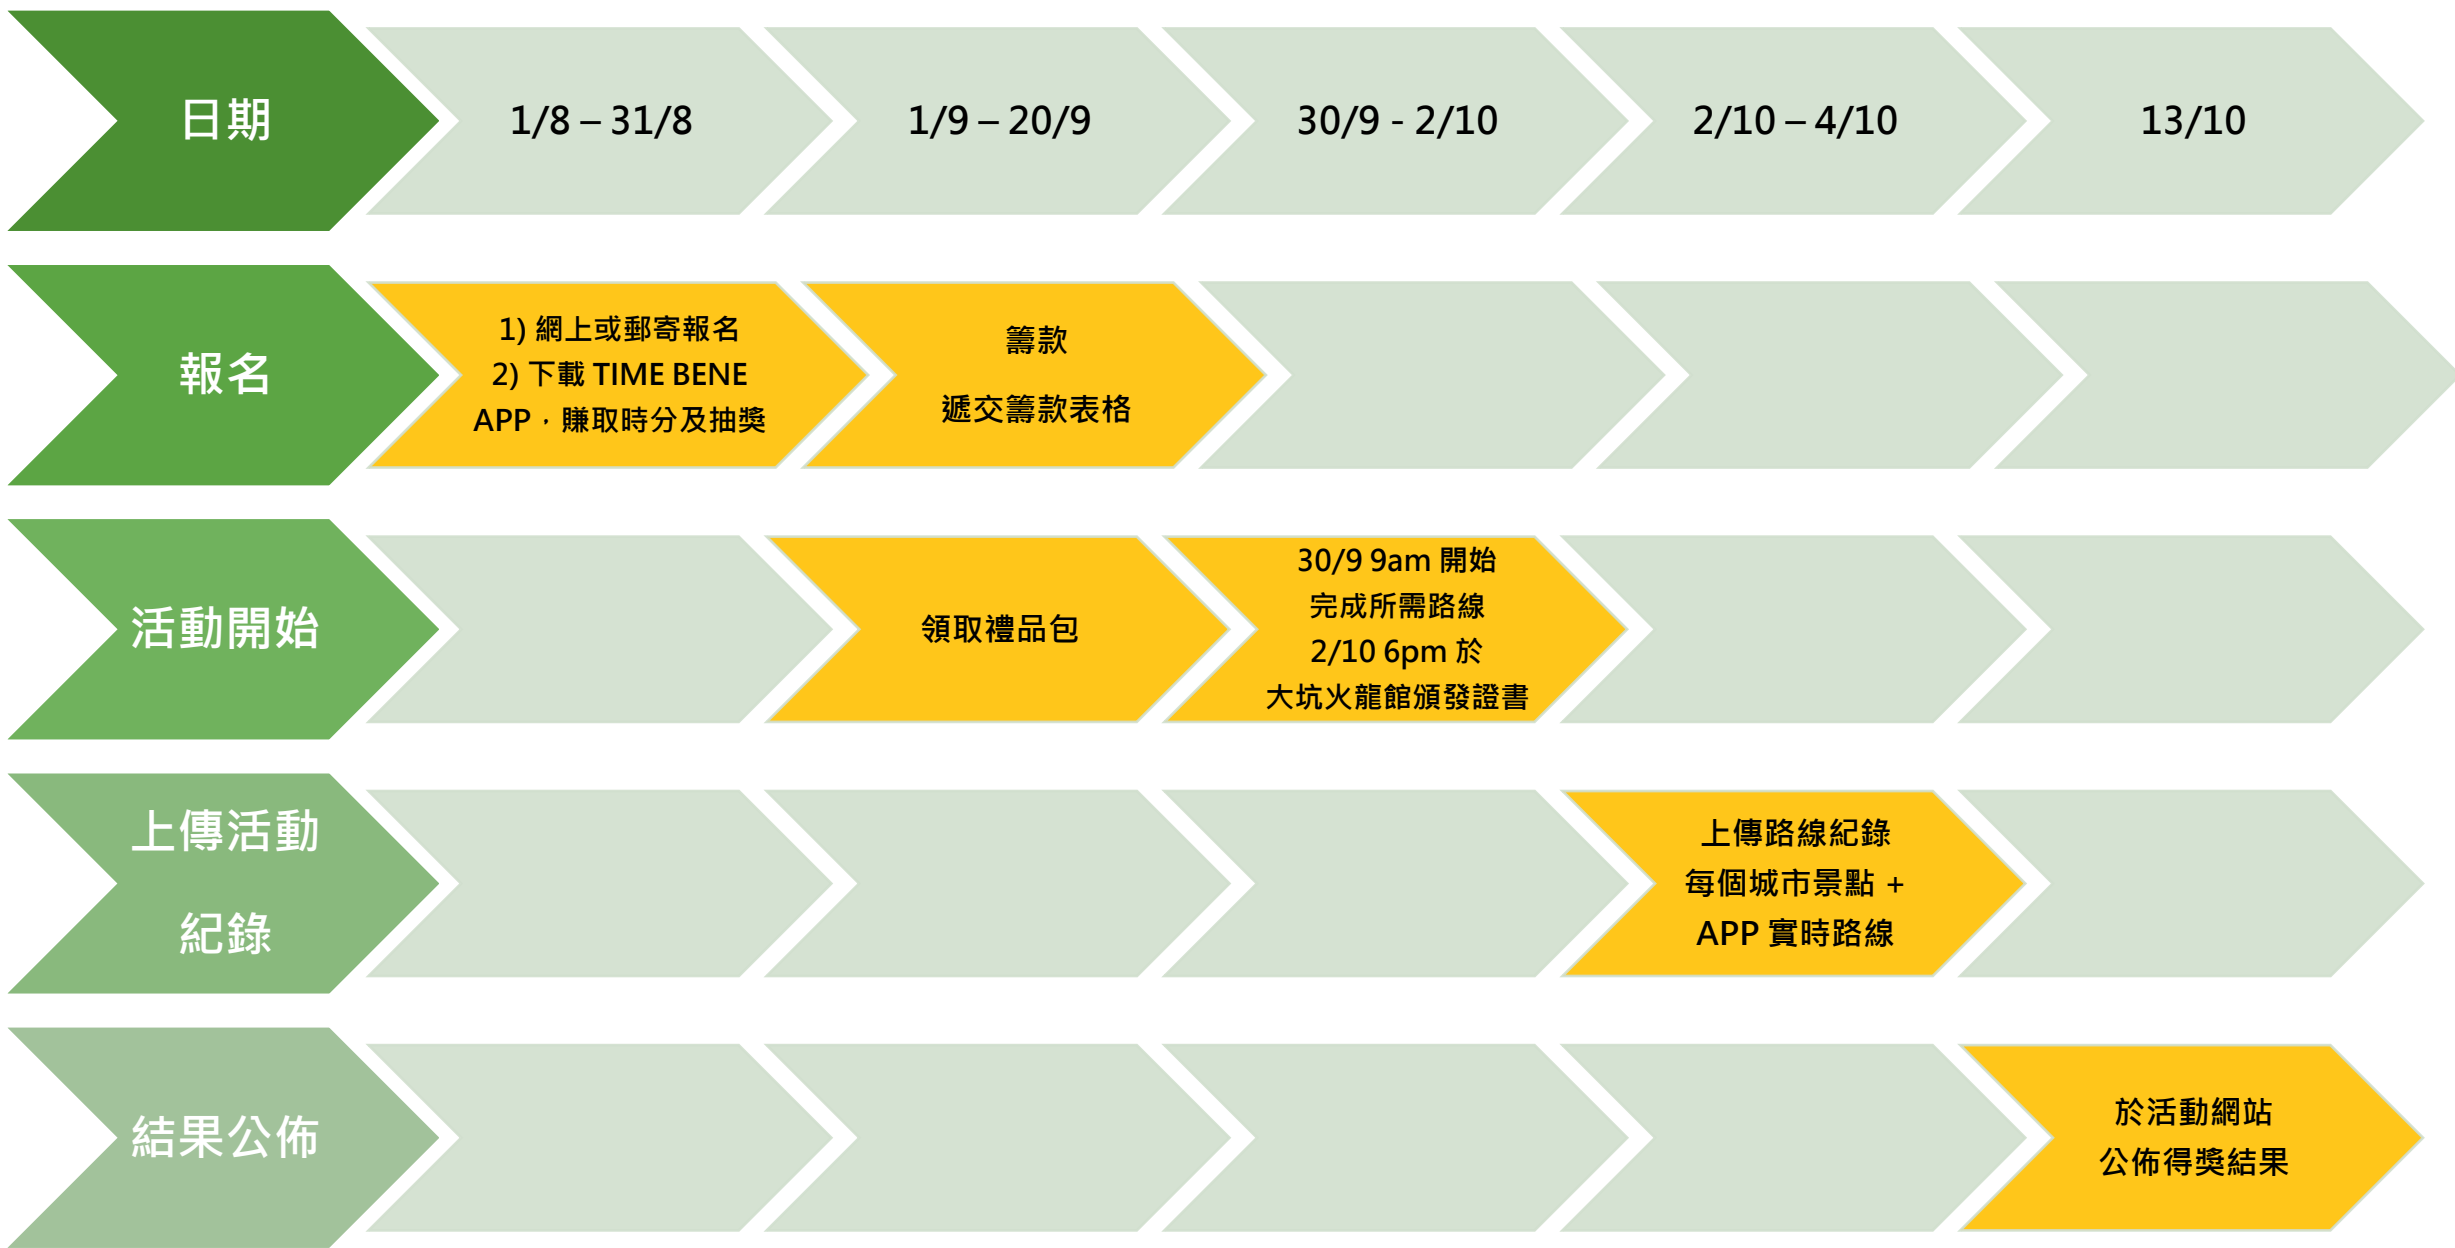 日期
1/8 – 31/8
1/9 – 20/9
30/9 - 2/10
2/10 – 4/10
13/10
報名
1) 網上或郵寄報名
2) 下載 TIME BENE
APP，賺取時分及抽獎
籌款
遞交籌款表格
活動開始
領取禮品包
30/9 9am 開始
完成所需路線
2/10 6pm 於
大坑火龍館頒發證書
上傳活動
紀錄
上傳路線紀錄
每個城市景點 +
APP 實時路線
結果公佈
於活動網站
公佈得獎結果